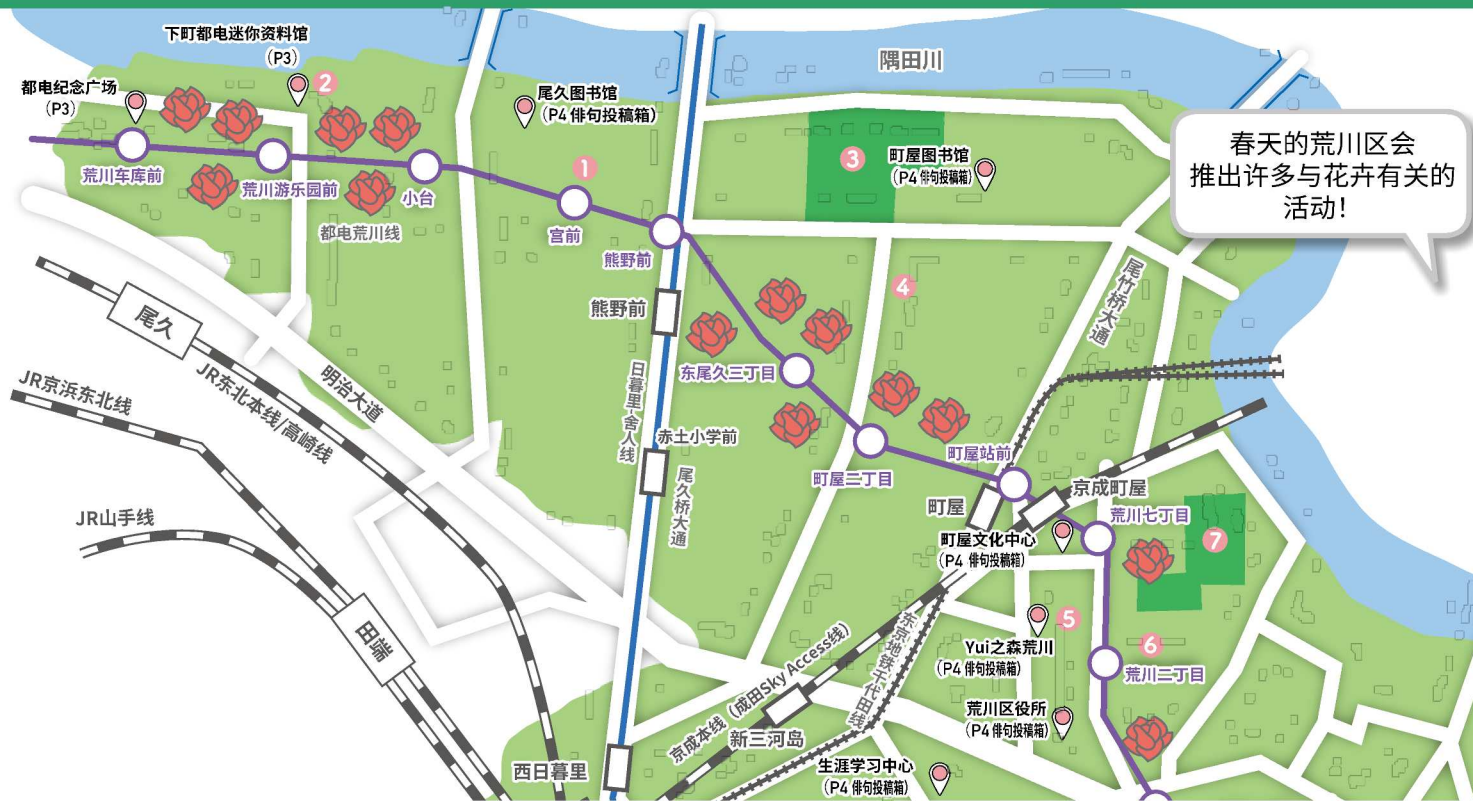 下町都电迷你资料馆
(P3)
2
隅田川
都电纪念广场
(P3)
尾久图书馆
(P4 俳句投稿箱)
春天的荒川区会
推出许多与花卉有关的
活动!
荒川车库前
荒川游乐园前
小台
1
3
町屋图书馆
(P4 俳句投稿箱)
都电荒川线
宫前
熊野前
熊野前
4
尾竹桥大通
尾久
JR京浜东北线
JR东北本线/高崎线
明治大道
日暮里-舍人线
东尾久三丁目
赤土小学前
尾久桥大通
町屋二丁目
町屋站前
町屋
京成町屋
荒川七丁目
7
町屋文化中心
(P4 俳句投稿箱)
JR山手线
田端
5
Yui之森荒川
(P4 俳句投稿箱)
6
荒川二丁目
东京地铁千代田线
京成本线 (成田Sky Access线)
新三河岛
荒川区役所
(P4 俳句投稿箱)
西日暮里
生涯学习中心
(P4 俳句投稿箱)